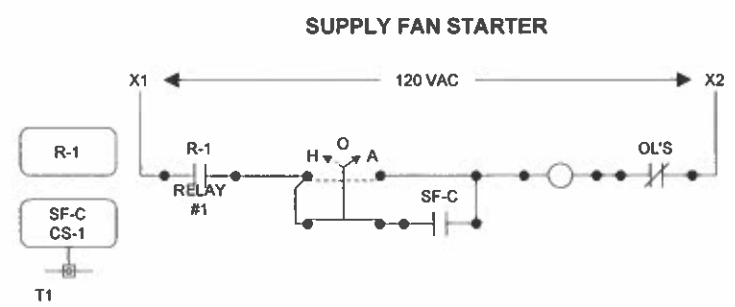 SUPPLY FAN STARTER
X1
120 VAC
X2
R-1
R-1
RELAY
#1
H
O
A
OL'S
SF-C
SF-C
CS-1
T1